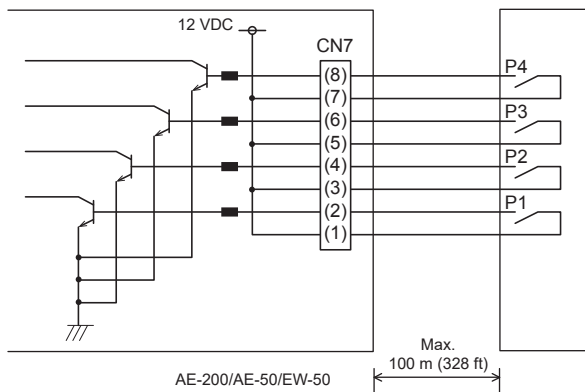 12 VDC
CN7
(8)
P4
(7)
(6)
P3
(5)
(4)
P2
(3)
(2)
P1
(1)
Max.
100 m (328 ft)
AE-200/AE-50/EW-50